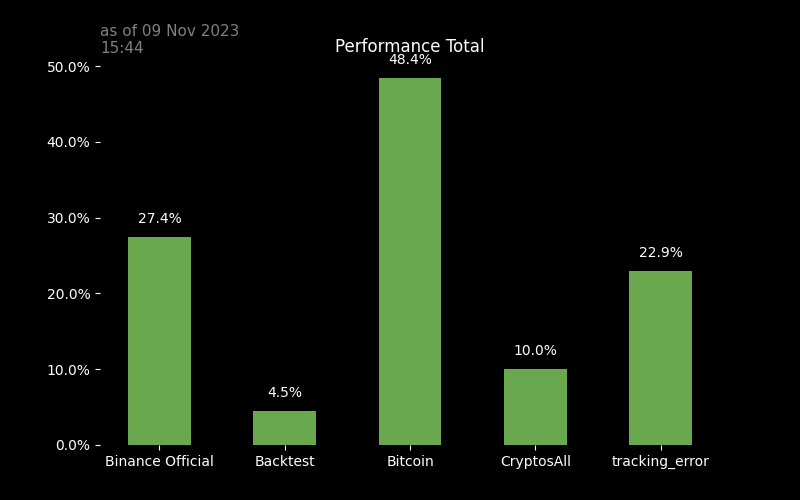 as of 09 Nov 2023
15:44
Performance Total
50.0%
40.0%
30.0%
20.0%
10.0%
0.0%
27.4%
4.5%
48.4%
10.0%
22.9%
Binance Official
Backtest
Bitcoin
CryptosAll
tracking_error